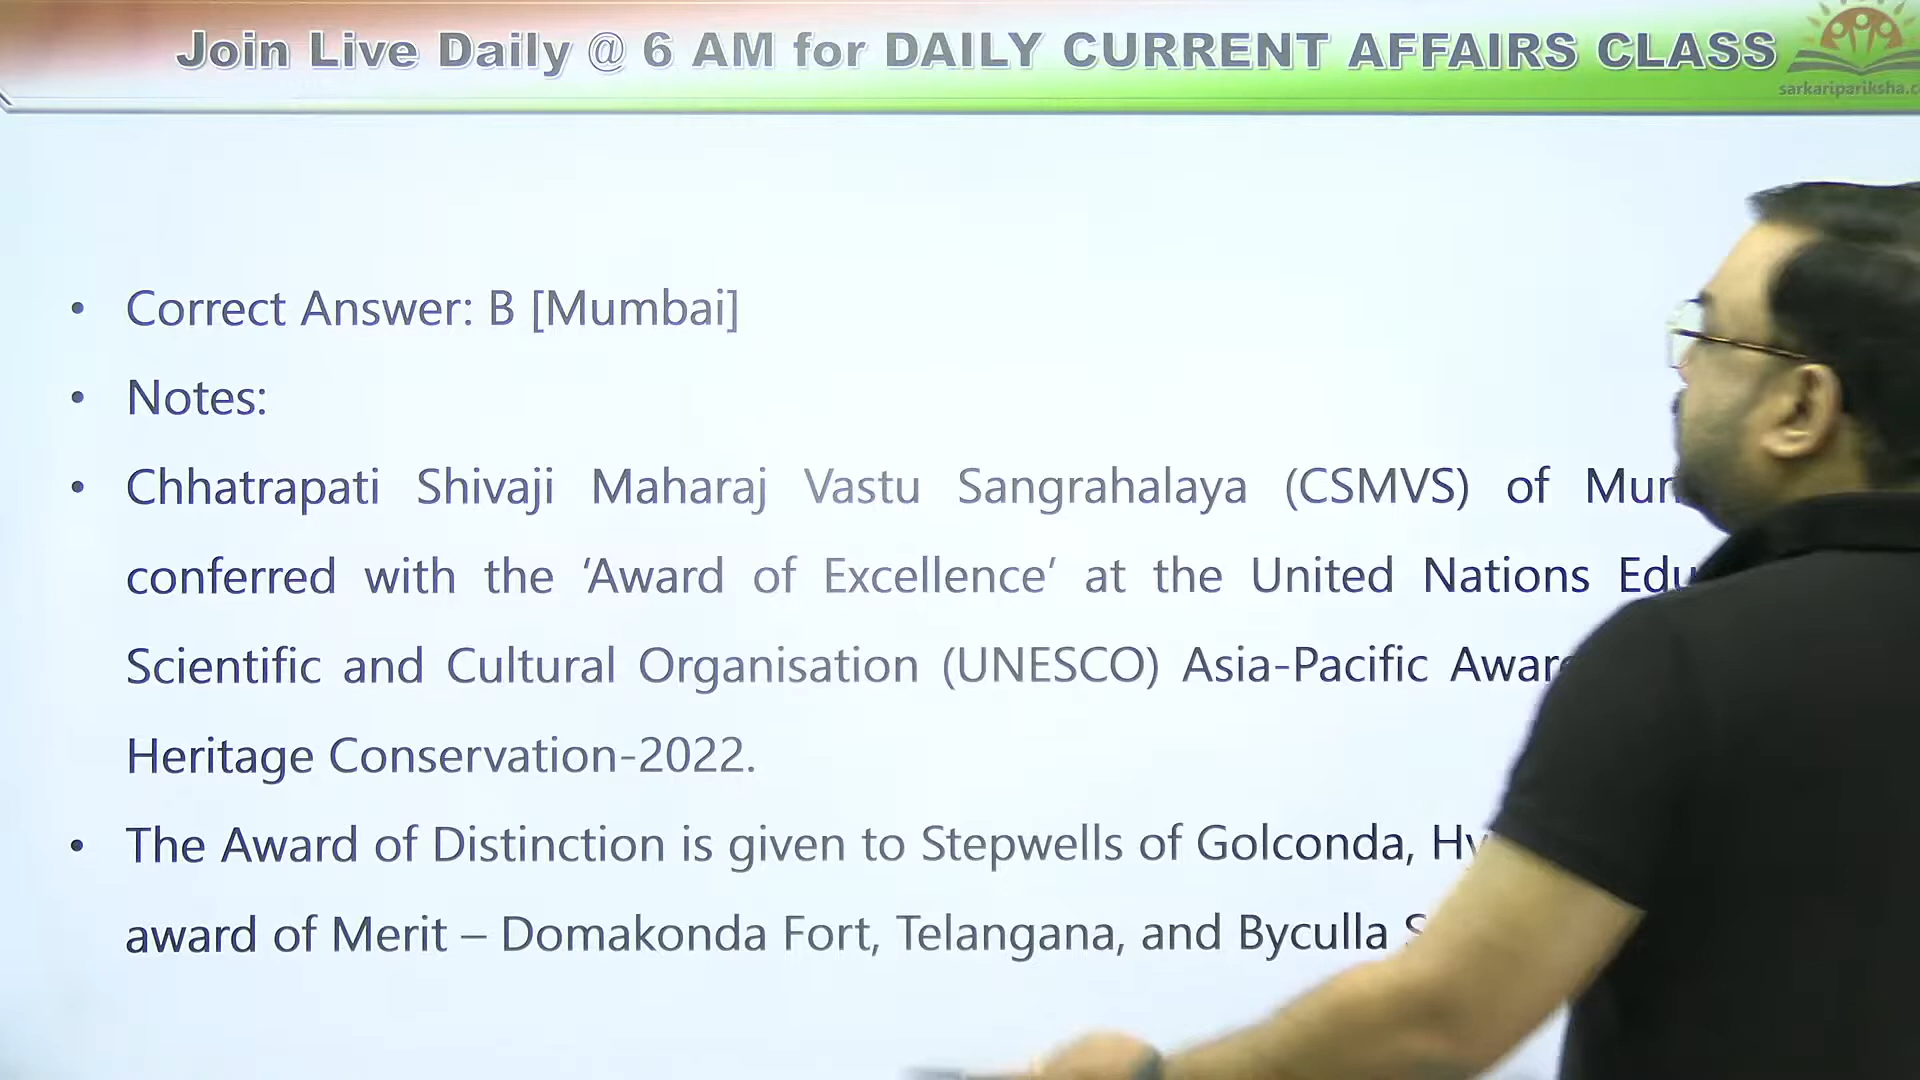 Join Live Daily @ 6 AM for DAILY CURRENT AFFAIRS CLASS
• Correct Answer: B [Mumbai]
• Notes:
• Chhatrapati Shivaji Maharaj Vastu Sangrahalaya (CSMVS) of
conferred with the ‘Award of Excellence’ at the United Nations
Scientific and Cultural Organisation (UNESCO) Asia-Pacific
Heritage Conservation-2022.
• The Award of Distinction is given to Stepwells of Golconda,
award of Merit – Domakonda Fort, Telangana, and Byculla